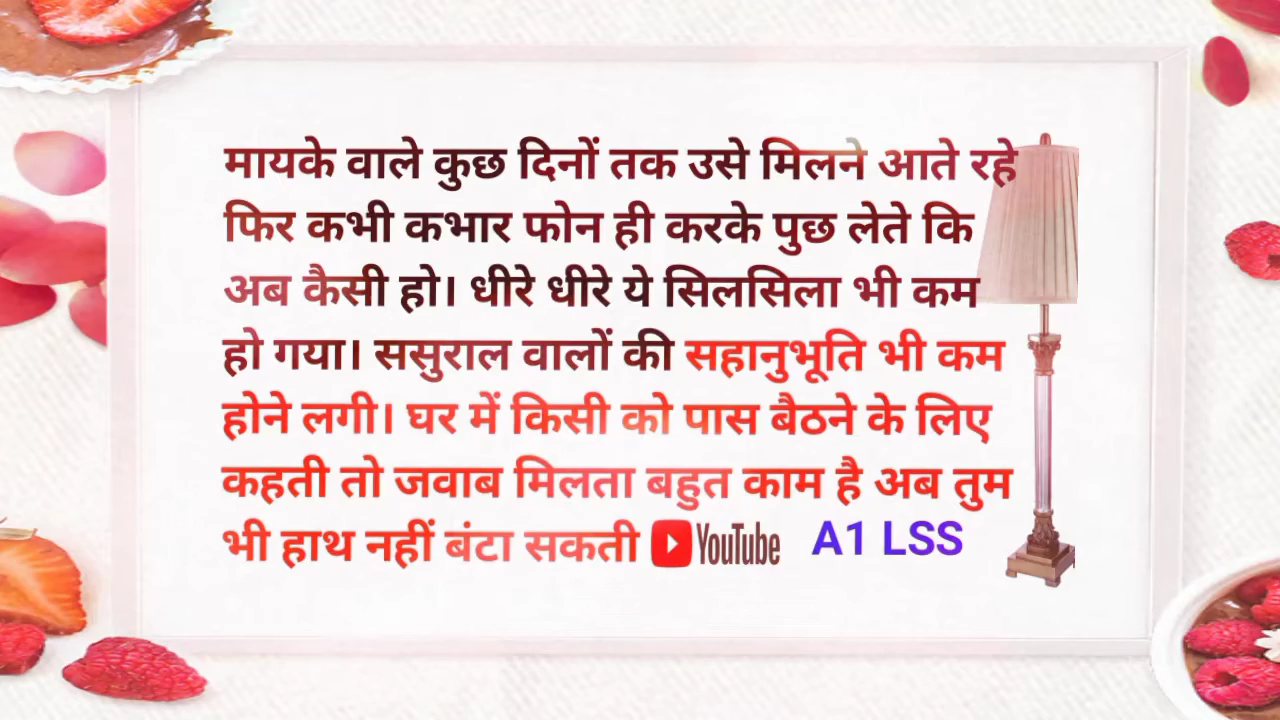 मायके वाले कुछ दिनों तक उसे मिलने आते रहे
फिर कभी कभार फोन ही करके पुछ लेते कि
अब कैसी हो। धीरे धीरे ये सिलसिला भी कम
हो गया। ससुराल वालों की सहानुभूति भी कम
होने लगी। घर में किसी को पास बैठने के लिए
कहती तो जवाब मिलता बहुत काम है अब तुम
भी हाथ नहीं बंटा सकती YouTube A1 LSS